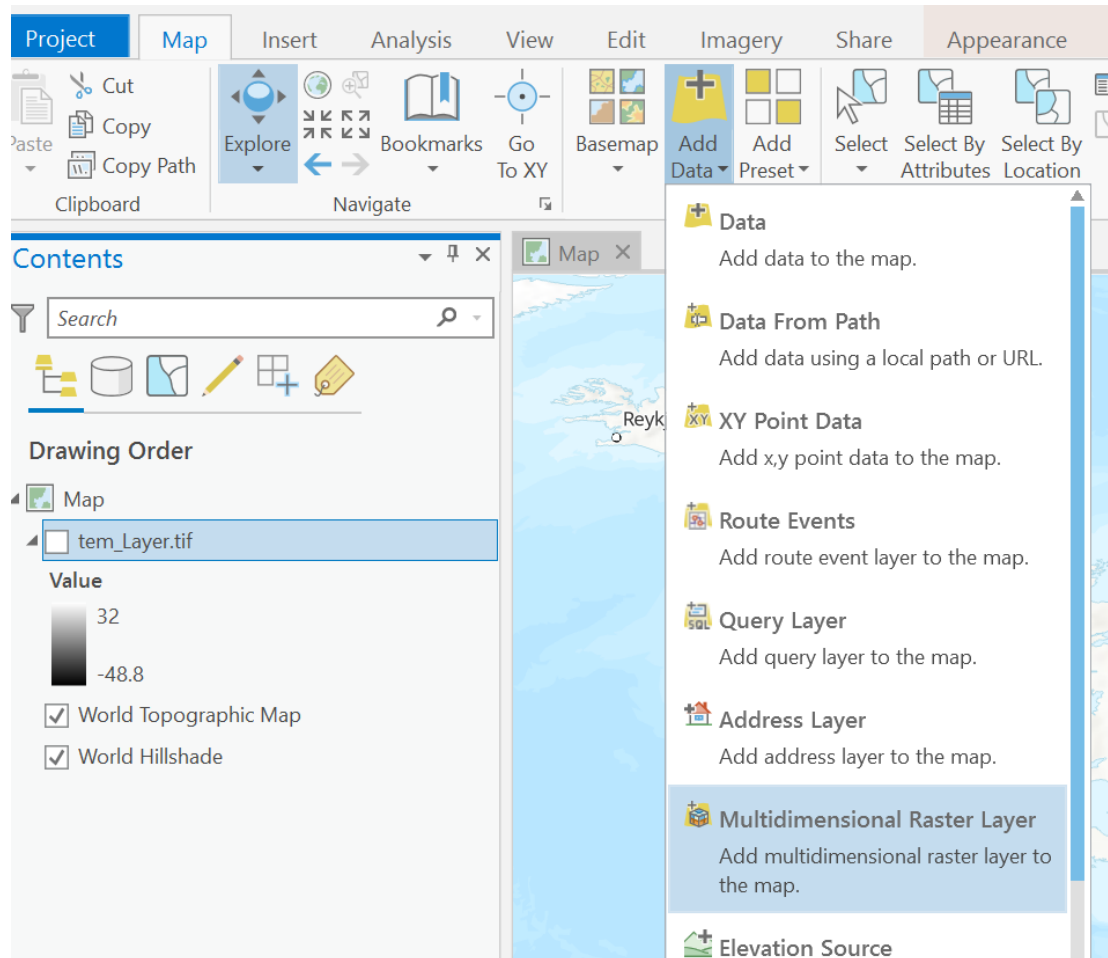 Project Map Insert Analysis View Edit Imagery Share Appearance
Cut
Copy
Paste
Copy Path
Clipboard
Explore
Bookmarks
Go
To XY
Navigate
Basemap
Add
Data
Add
Preset
Select
Select By
Attributes
Select By
Location
Contents
Search
Drawing Order
Map
tem_Layer.tif
Value
32
-48.8
World Topographic Map
World Hillshade
Map
Reyk
Data
Add data to the map.
Data From Path
Add data using a local path or URL.
XY
XY Point Data
Add x,y point data to the map.
Route Events
Add route event layer to the map.
SQL
Query Layer
Add query layer to the map.
Address Layer
Add address layer to the map.
Multidimensional Raster Layer
Add multidimensional raster layer to
the map.
Elevation Source